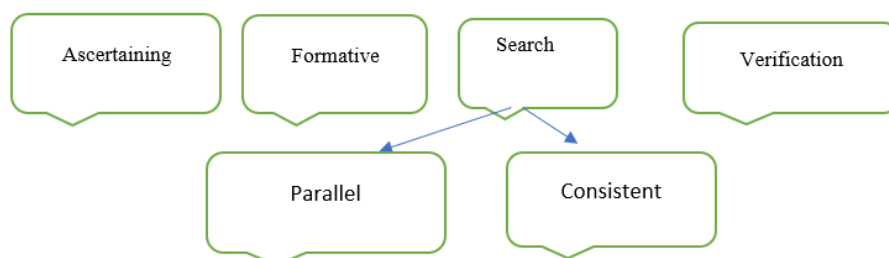 Ascertaining
Formative
Search
Verification
Parallel
Consistent